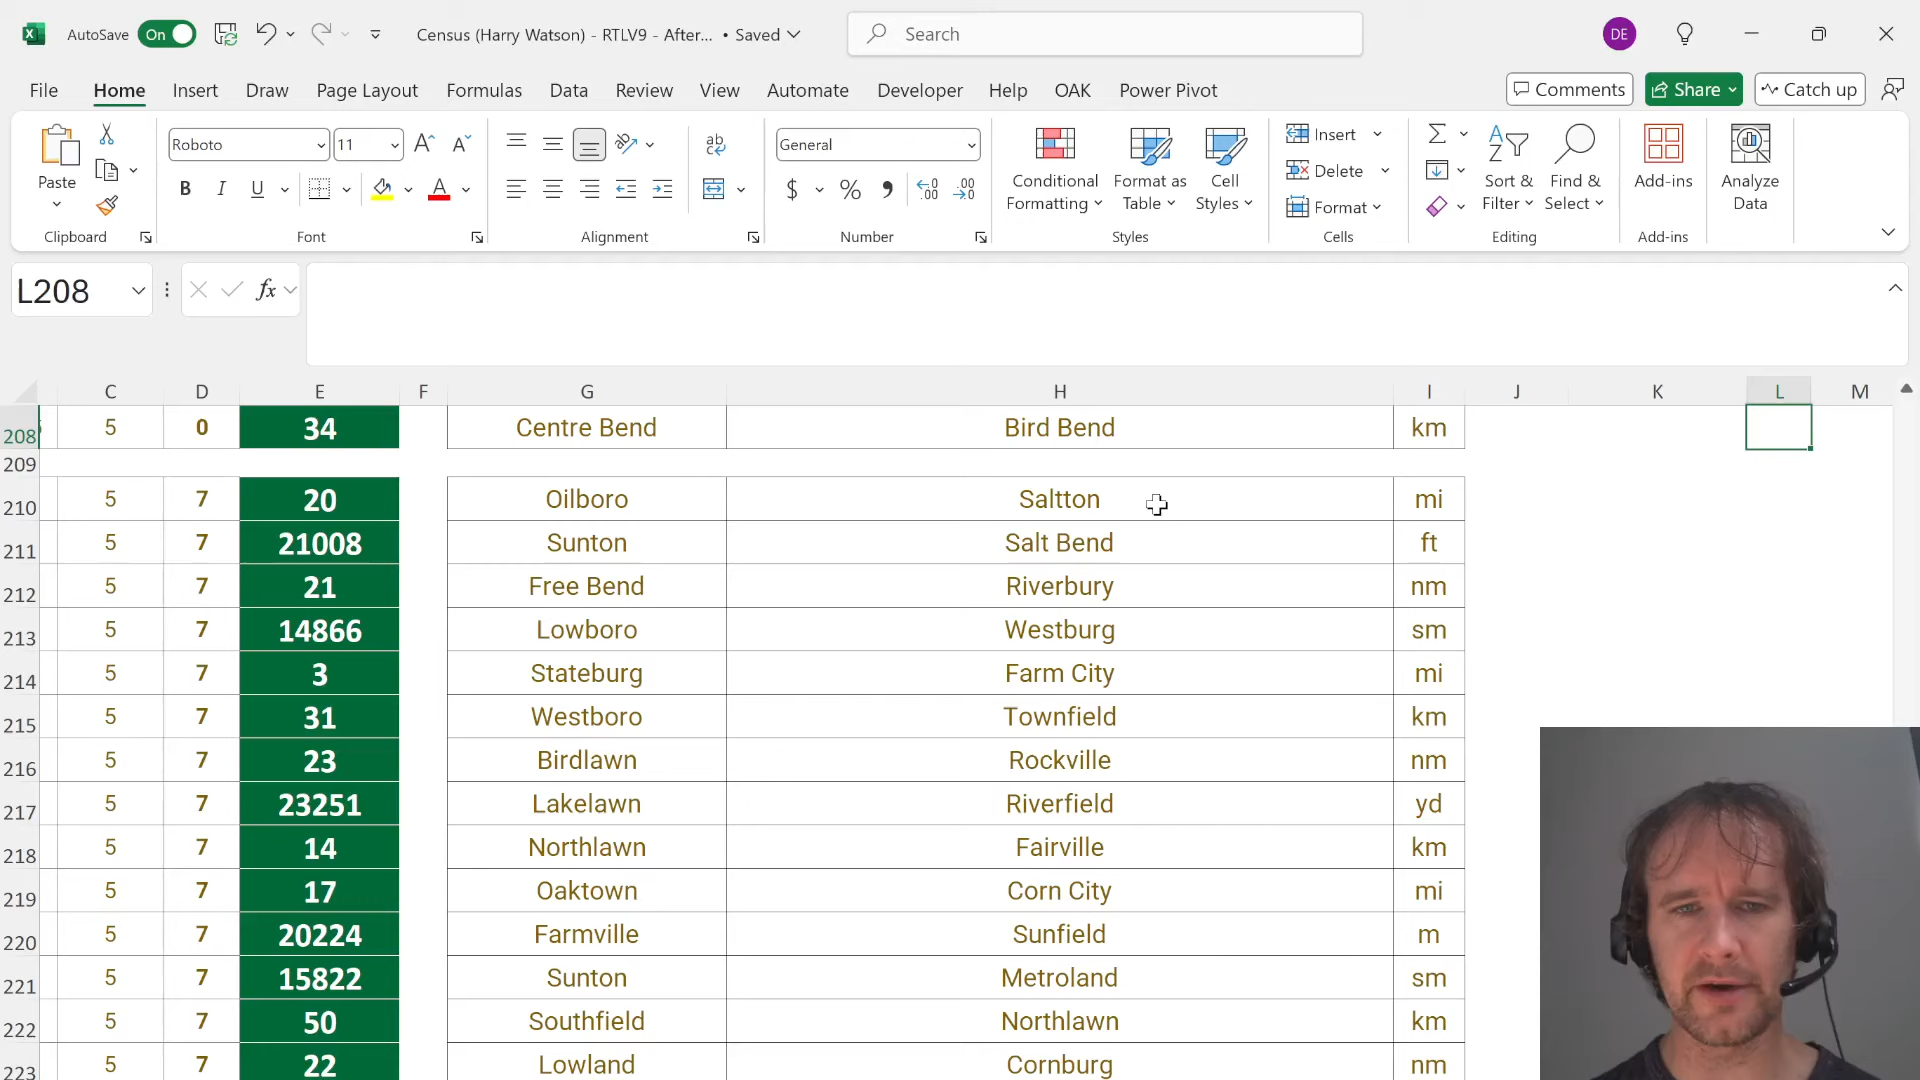 AutoSave On Census (Harry Watson) - RTLV9 - After... • Saved Search DE
File Home Insert Draw Page Layout Formulas Data Review View Automate Developer Help OAK Power Pivot Comments Share Catch up
Paste Roboto 11 General Conditional Formatting Format as Table Cell Styles Insert Delete Format Sort & Filter Find & Select Add-ins Analyze Data
B I U $ %
Clipboard Font Alignment Number Styles Cells Editing Add-ins
L208 fx
C D E F G H I J K L M
208 5 0 34 Centre Bend Bird Bend km
209
210 5 7 20 Oilboro Saltton mi
211 5 7 21008 Sunton Salt Bend ft
212 5 7 21 Free Bend Riverbury nm
213 5 7 14866 Lowboro Westburg sm
214 5 7 3 Stateburg Farm City mi
215 5 7 31 Westboro Townfield km
216 5 7 23 Birdlawn Rockville nm
217 5 7 23251 Lakelawn Riverfield yd
218 5 7 14 Northlawn Fairville km
219 5 7 17 Oaktown Corn City mi
220 5 7 20224 Farmville Sunfield m
221 5 7 15822 Sunton Metroland sm
222 5 7 50 Southfield Northlawn km
223 5 7 22 Lowland Cornburg nm